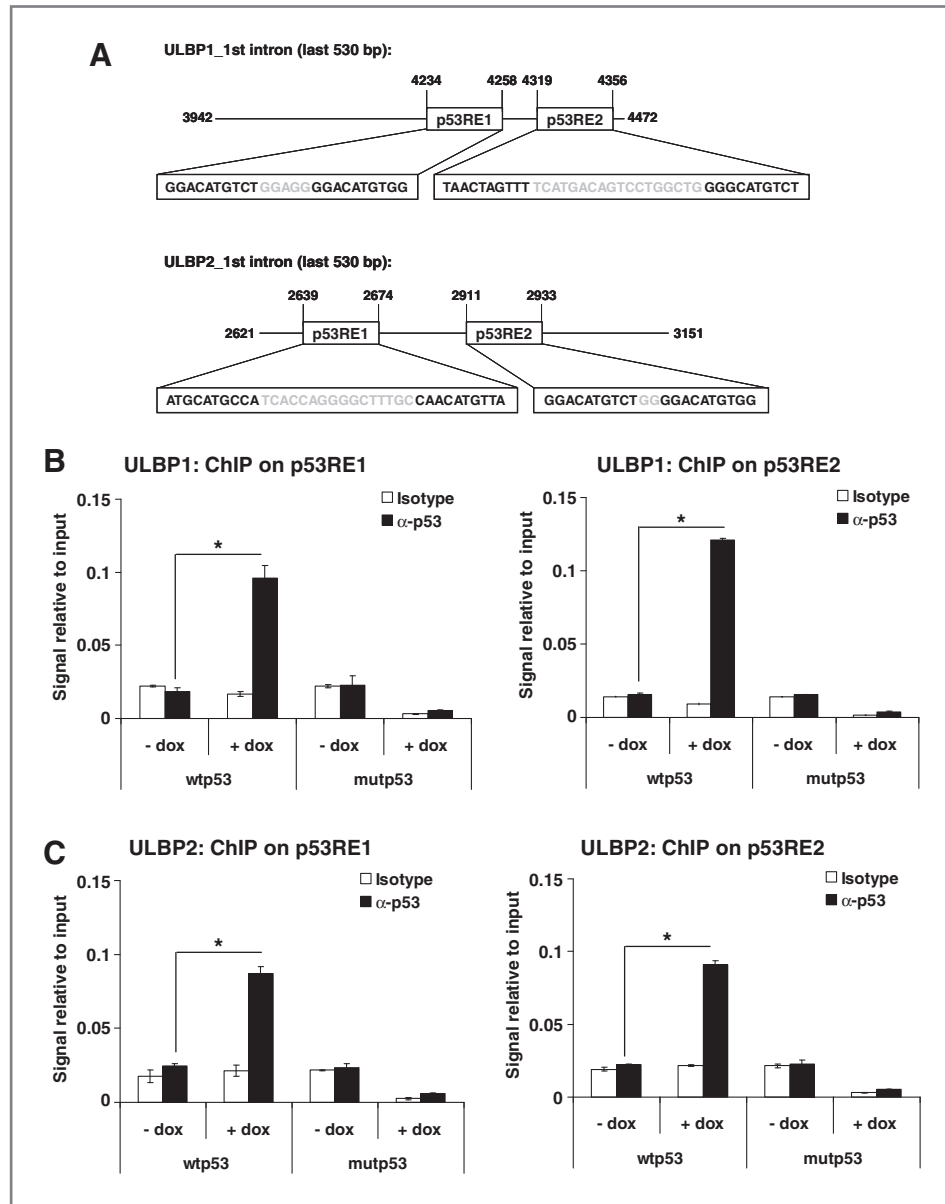 A
ULBP1_1st intron (last 530 bp):
4234 4258 4319 4356
3942 p53RE1 p53RE2 4472
GGACATGTCT GGAGG GGACATGTGG TAACTAGTTT TCATGACAGTCCTGGCTG GGGCATGTCT
ULBP2_1st intron (last 530 bp):
2639 2674 2911 2933
2621 p53RE1 p53RE2 3151
ATGCATGCCA TCACCAGGGGCTTTGC CAACATGTTA GGACATGTCT GG GGACATGTGG
B
ULBP1: ChIP on p53RE1
Signal relative to input
0.15
0.1
0.05
0
Isotype
α-p53
*
- dox + dox - dox + dox
wtp53 mutp53
ULBP1: ChIP on p53RE2
Signal relative to input
0.15
0.1
0.05
0
Isotype
α-p53
*
- dox + dox - dox + dox
wtp53 mutp53
C
ULBP2: ChIP on p53RE1
Signal relative to input
0.15
0.1
0.05
0
Isotype
α-p53
*
- dox + dox - dox + dox
wtp53 mutp53
ULBP2: ChIP on p53RE2
Signal relative to input
0.15
0.1
0.05
0
Isotype
α-p53
*
- dox + dox - dox + dox
wtp53 mutp53